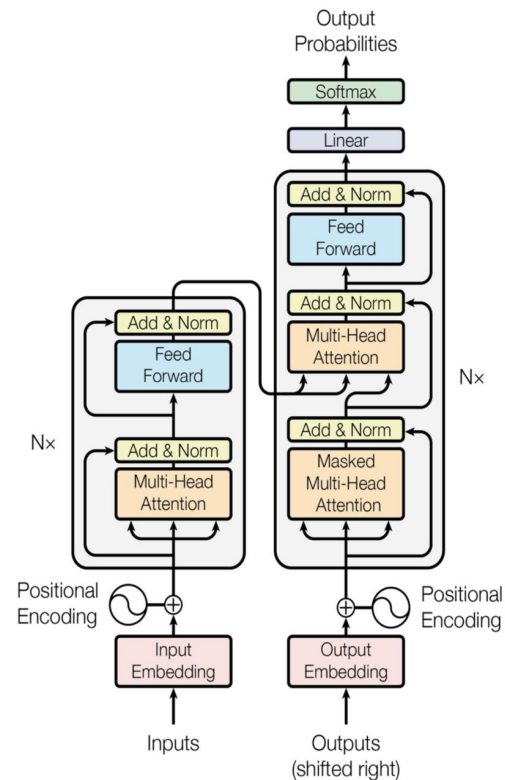 Output
Probabilities
Softmax
Linear
Add & Norm
Feed
Forward
Add & Norm
Multi-Head
Attention
Add & Norm
Masked
Multi-Head
Attention
Nx
Add & Norm
Feed
Forward
Add & Norm
Multi-Head
Attention
Nx
Positional
Encoding
Positional
Encoding
Input
Embedding
Output
Embedding
Inputs
Outputs
(shifted right)